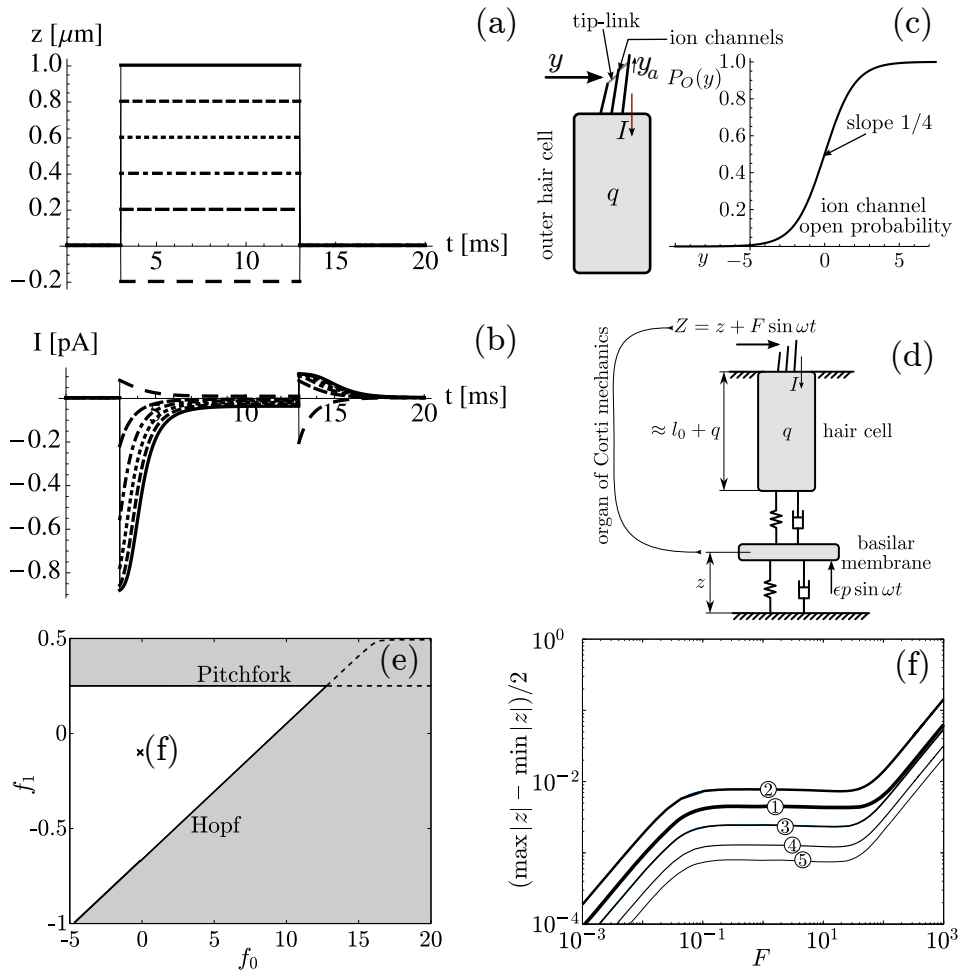 (a)
z [μm]
1.0
0.8
0.6
0.4
0.2
−0.2
5
10
15
20
t [ms]
(c)
tip-link
ion channels
y
y_a
I
q
outer hair cell
P_O(y)
1.0
0.8
0.6
0.4
0.2
0.0
slope 1/4
ion channel
open probability
y
−5
0
5
(b)
I [pA]
−0.2
−0.4
−0.6
−0.8
10
15
20
t [ms]
(d)
Z = z + F sin ωt
I
≈ l_0 + q
q
hair cell
organ of Corti mechanics
basilar
membrane
z
ϵp sin ωt
(e)
0.5
0
-0.5
-1
f_1
Pitchfork
(f)
Hopf
-5
0
5
10
15
20
f_0
(f)
(max |z| − min |z|)/2
10^0
10^−2
10^−4
②
①
③
④
⑤
10^−3
10^−1
10^1
10^3
F